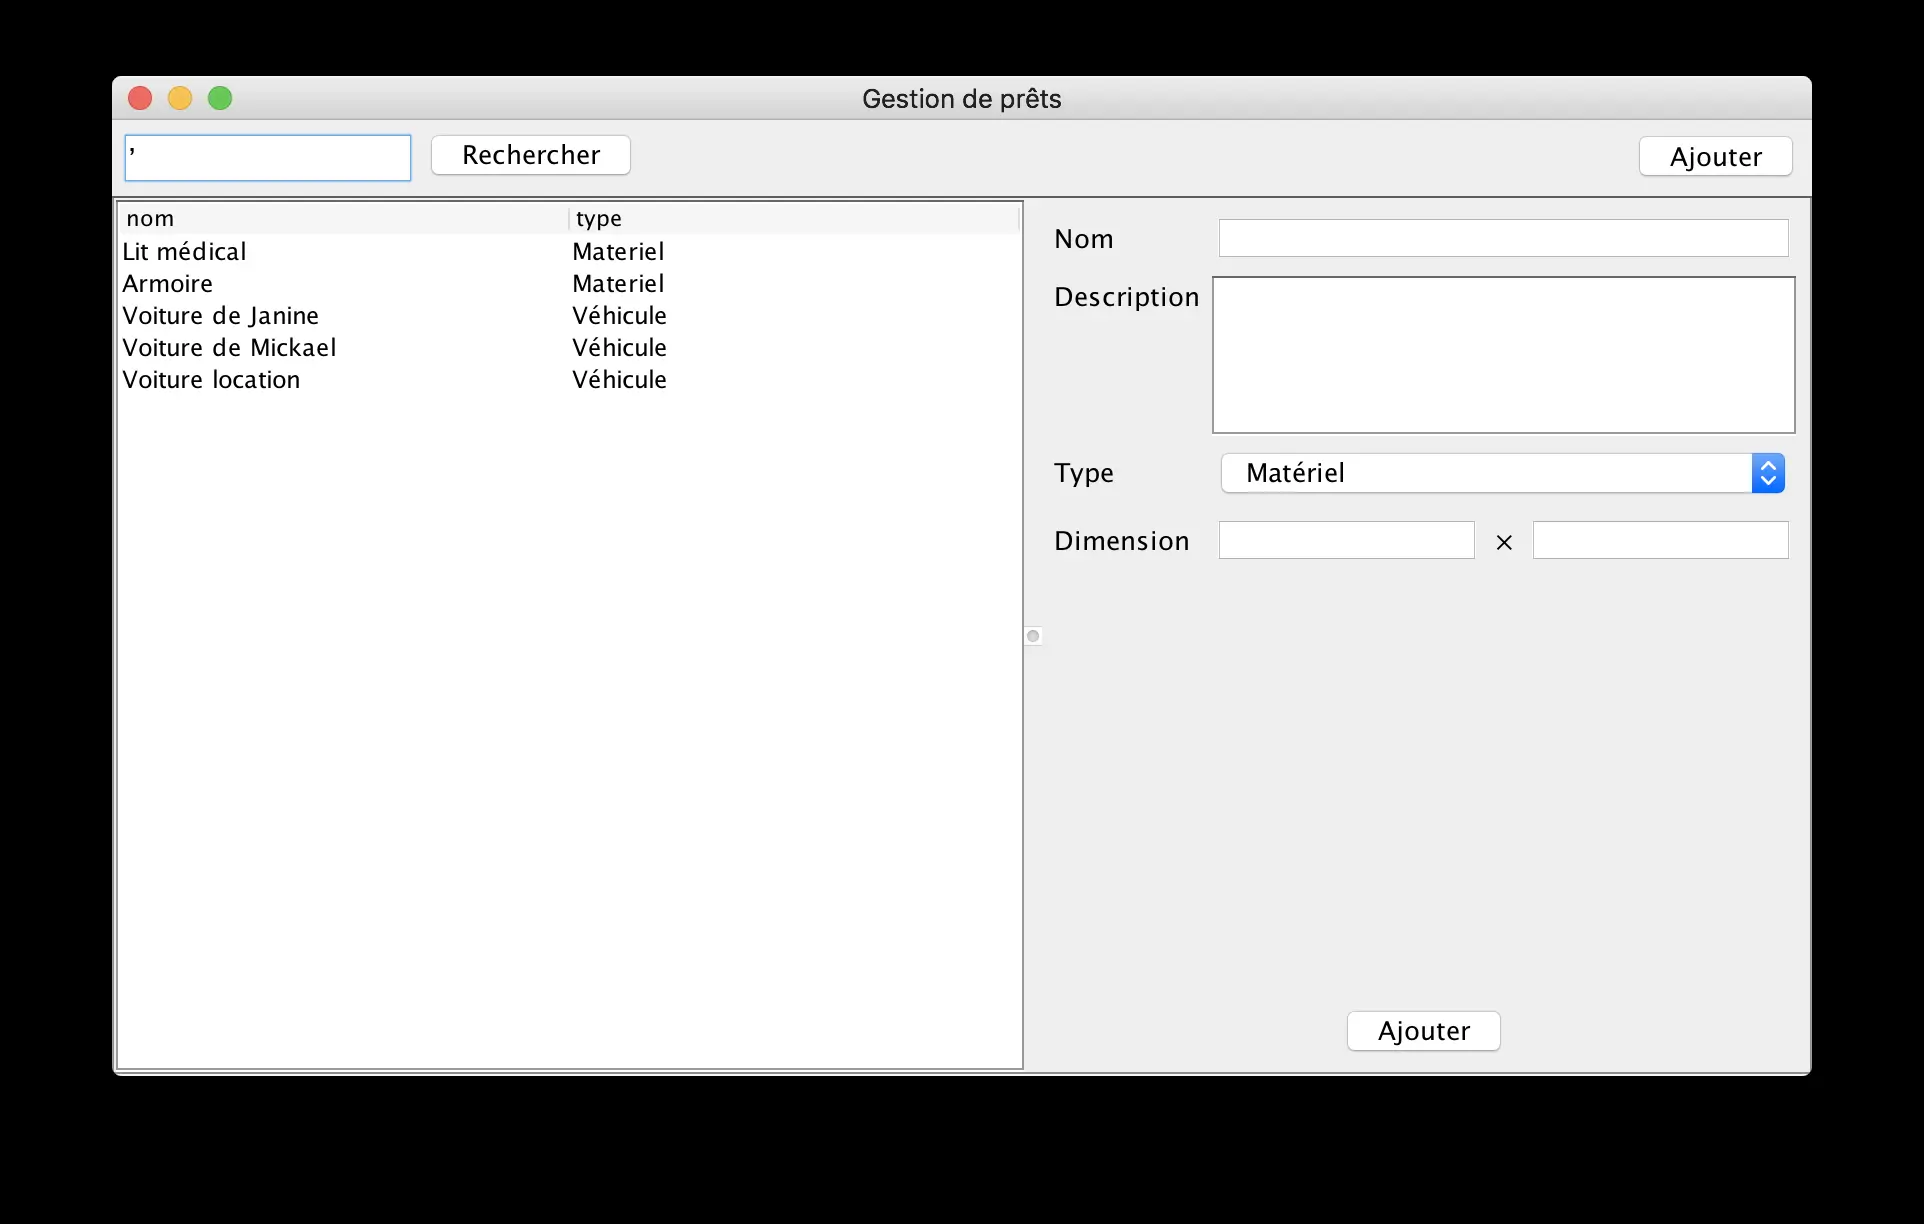 Gestion de prêts
’ Rechercher Ajouter
nom type
Lit médical Materiel
Armoire Materiel
Voiture de Janine Véhicule
Voiture de Mickael Véhicule
Voiture location Véhicule
Nom
Description
Type Matériel
Dimension ×
Ajouter